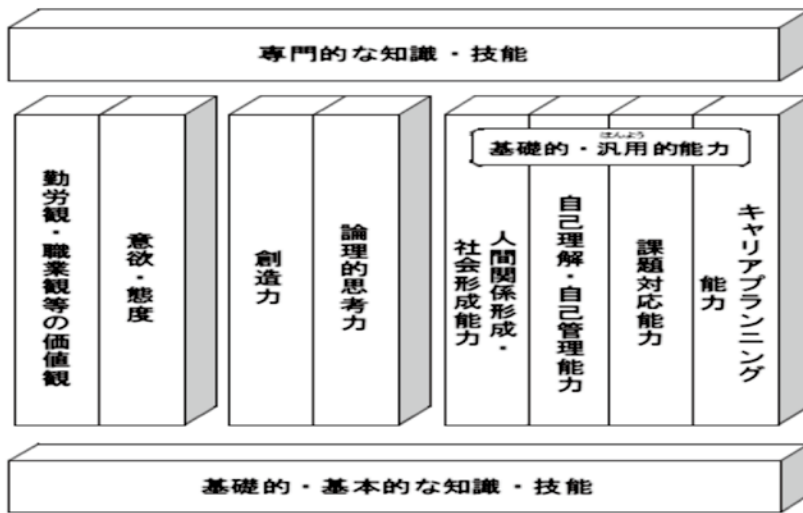 専門的な知識・技能
勤労観・職業観等の価値観
意欲・態度
創造力
論理的思考力
はんよう
基礎的・汎用的能力
人間関係形成・
社会形成能力
自己理解・自己管理能力
課題対応能力
キャリアプランニング
能力
基礎的・基本的な知識・技能